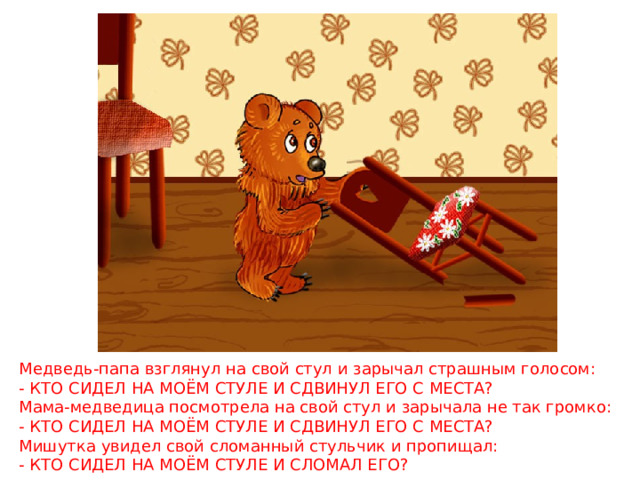 Медведь-папа взглянул на свой стул и зарычал страшным голосом:
- КТО СИДЕЛ НА МОЁМ СТУЛЕ И СДВИНУЛ ЕГО С МЕСТА?
Мама-медведица посмотрела на свой стул и зарычала не так громко:
- КТО СИДЕЛ НА МОЁМ СТУЛЕ И СДВИНУЛ ЕГО С МЕСТА?
Мишутка увидел свой сломанный стульчик и пропищал:
- КТО СИДЕЛ НА МОЁМ СТУЛЕ И СЛОМАЛ ЕГО?